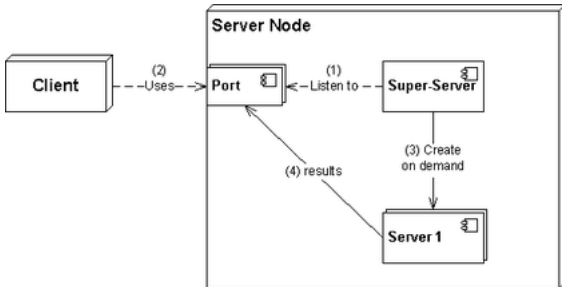 Server Node
(2)
Uses
(1)
Listen to
Client
Port
Super-Server
(3) Create
on demand
(4) results
Server 1